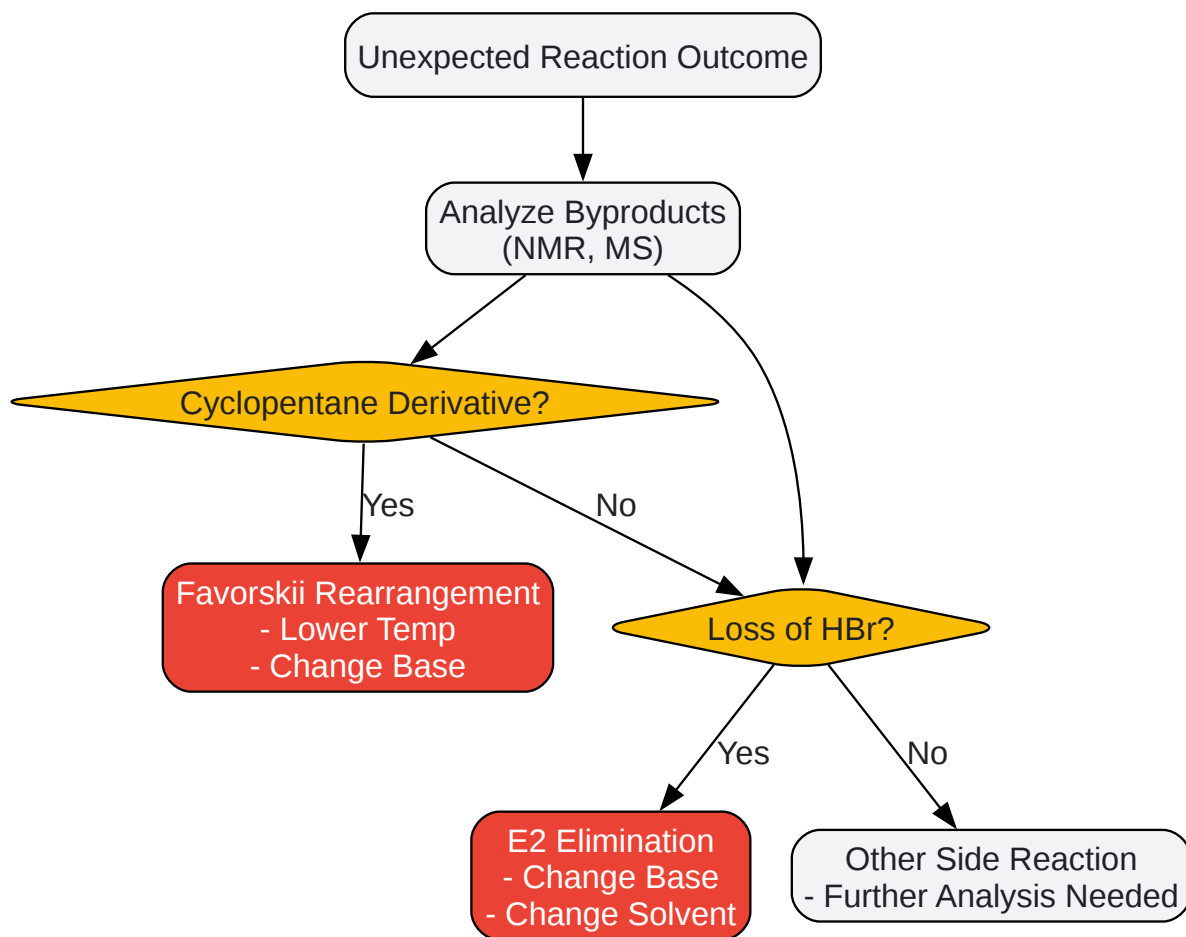 Unexpected Reaction Outcome
Analyze Byproducts
(NMR, MS)
Cyclopentane Derivative?
Yes
No
Favorskii Rearrangement
- Lower Temp
- Change Base
Loss of HBr?
Yes
No
E2 Elimination
- Change Base
- Change Solvent
Other Side Reaction
- Further Analysis Needed